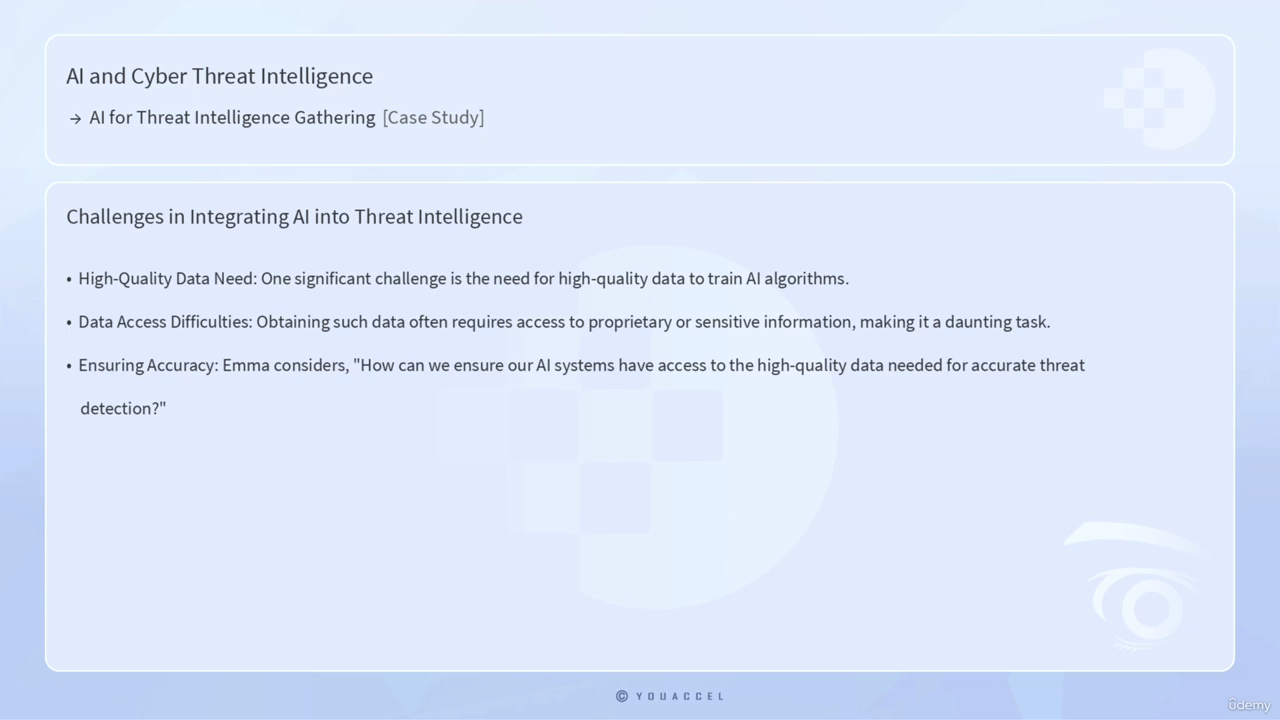 AI and Cyber Threat Intelligence
→ AI for Threat Intelligence Gathering [Case Study]
Challenges in Integrating AI into Threat Intelligence
• High-Quality Data Need: One significant challenge is the need for high-quality data to train AI algorithms.
• Data Access Difficulties: Obtaining such data often requires access to proprietary or sensitive information, making it a daunting task.
• Ensuring Accuracy: Emma considers, "How can we ensure our AI systems have access to the high-quality data needed for accurate threat
detection?"
© YOUACCEL
ûdemy